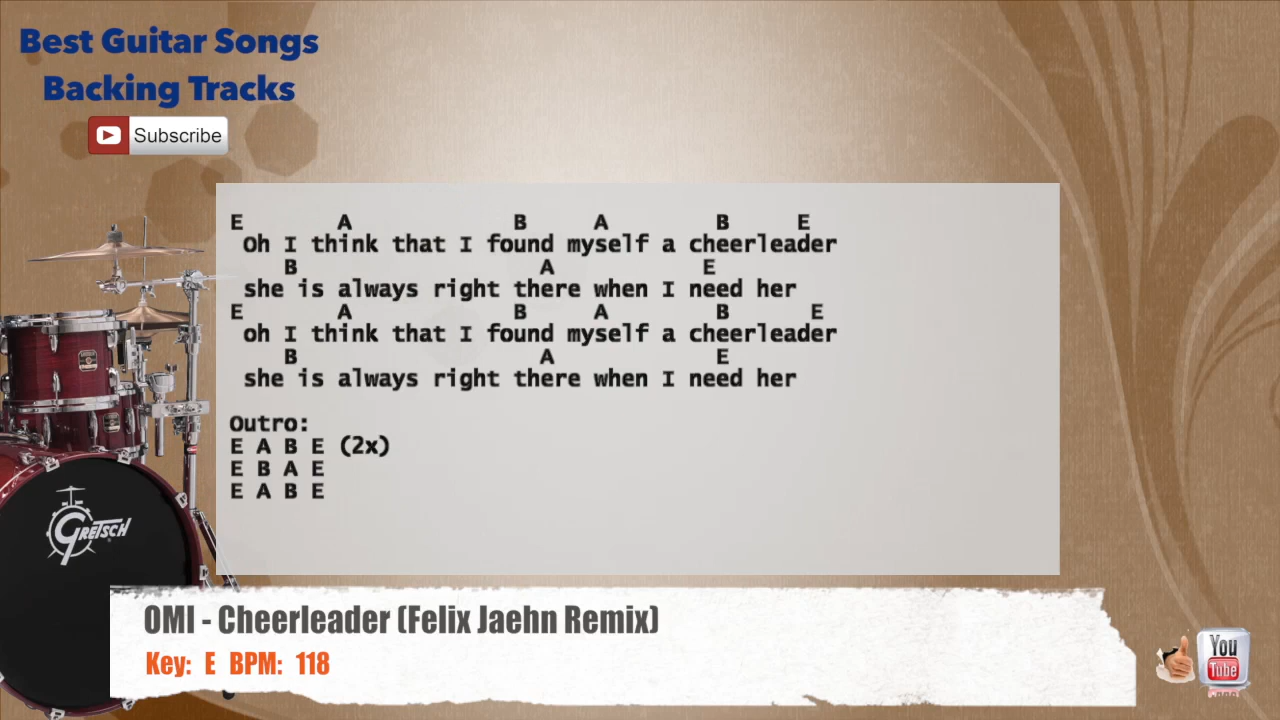 Best Guitar Songs
Backing Tracks
Subscribe
E A B A B E
Oh I think that I found myself a cheerleader
B A E
she is always right there when I need her
E A B A B E
oh I think that I found myself a cheerleader
B A E
she is always right there when I need her
Outro:
E A B E (2x)
E B A E
E A B E
GRETSCH
OMI - Cheerleader (Felix Jaehn Remix)
Key: E BPM: 118
You
Tube